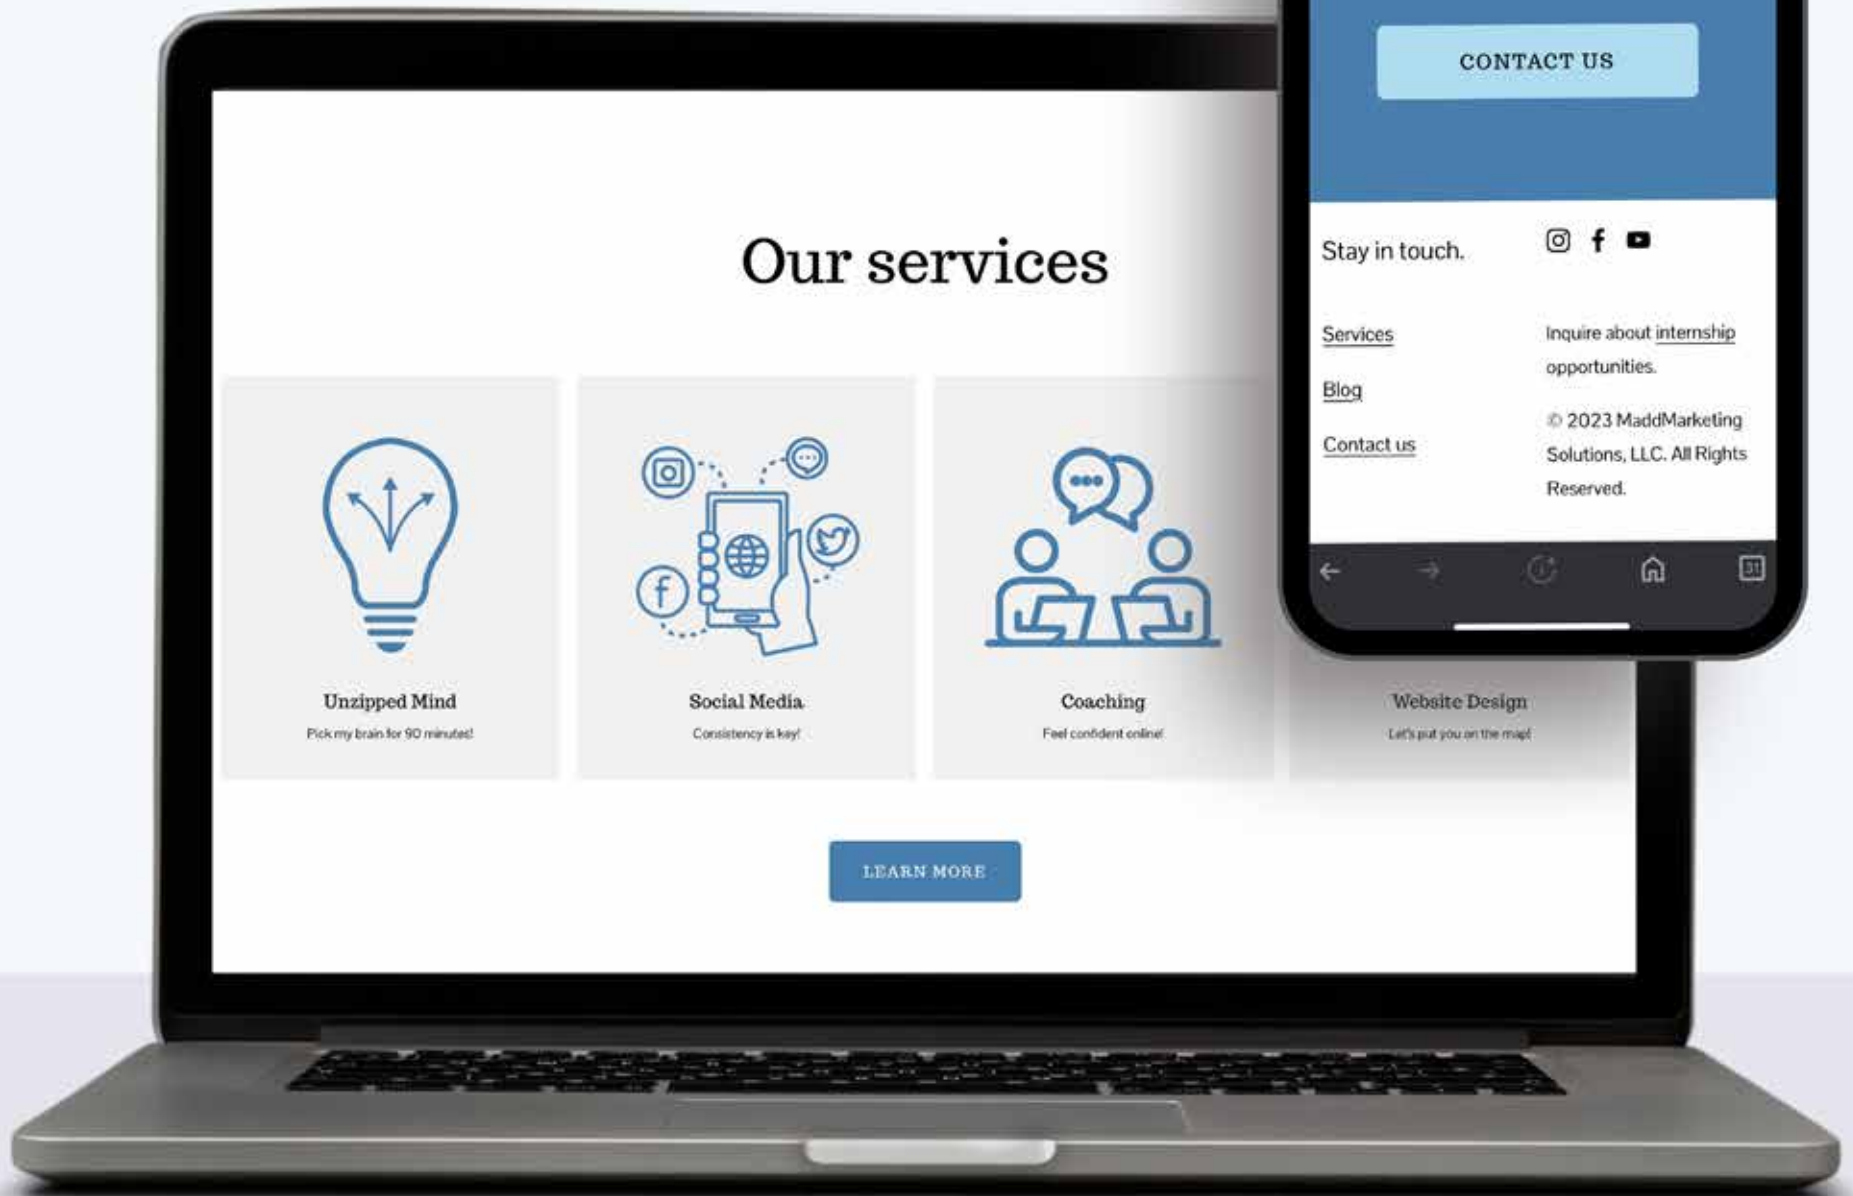 Our services
Unzipped Mind
Pick my brain for 90 minutes!
Social Media
Consistency is key!
Coaching
Feel confident online!
Website Design
Let's put you on the map!
LEARN MORE
CONTACT US
Stay in touch.
f
Services
Blog
Contact us
Inquire about internship
opportunities.
© 2023 MaddMarketing
Solutions, LLC. All Rights
Reserved.
31